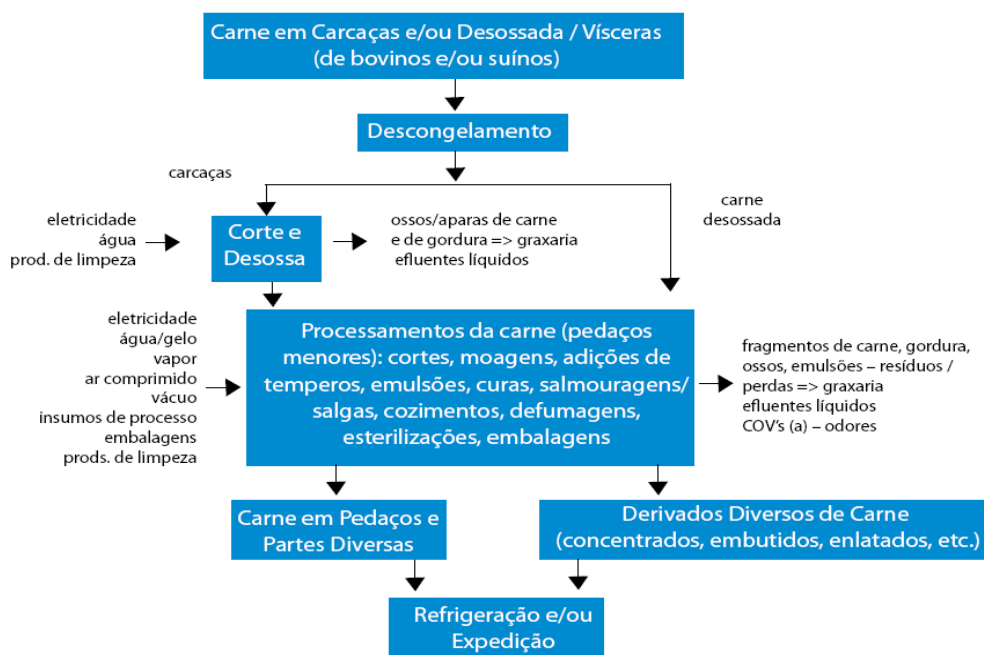 Carne em Carcaças e/ou Desossada / Vísceras
(de bovinos e/ou suínos)
Descongelamento
carcaças
carne
desossada
eletricidade
água
prod. de limpeza
Corte e
Desossa
ossos/aparas de carne
e de gordura => graxaria
efluentes líquidos
eletricidade
água/gelo
vapor
ar comprimido
vácuo
insumos de processo
embalagens
prods. de limpeza
Processamentos da carne (pedaços
menores): cortes, moagens, adições de
temperos, emulsões, curas, salmouragens/
salgas, cozimentos, defumagens,
esterilizações, embalagens
fragmentos de carne, gordura,
ossos, emulsões – resíduos /
perdas => graxaria
efluentes líquidos
COV's (a) – odores
Carne em Pedaços e
Partes Diversas
Derivados Diversos de Carne
(concentrados, embutidos, enlatados, etc.)
Refrigeração e/ou
Expedição